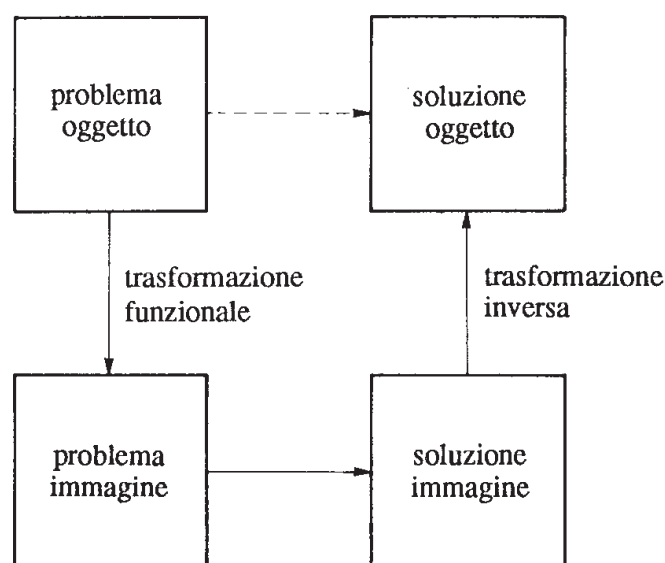 problema
oggetto
soluzione
oggetto
trasformazione
funzionale
trasformazione
inversa
problema
immagine
soluzione
immagine